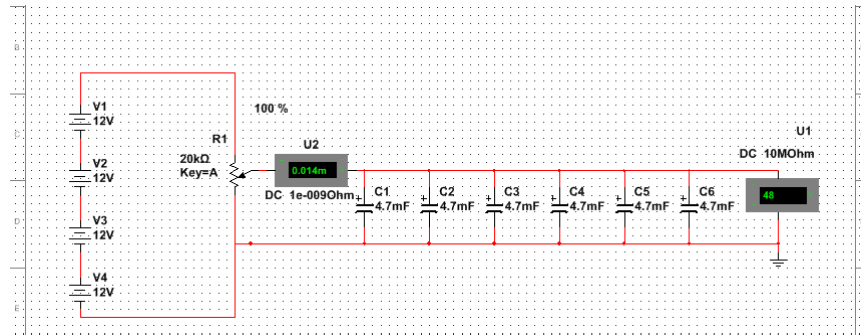 B
C
D
E
V1
12V
V2
12V
V3
12V
V4
12V
100 %
R1
20kΩ
Key=A
U2
0.014m
DC 1e-009Ohm
C1
4.7mF
C2
4.7mF
C3
4.7mF
C4
4.7mF
C5
4.7mF
C6
4.7mF
U1
DC 10MOhm
48